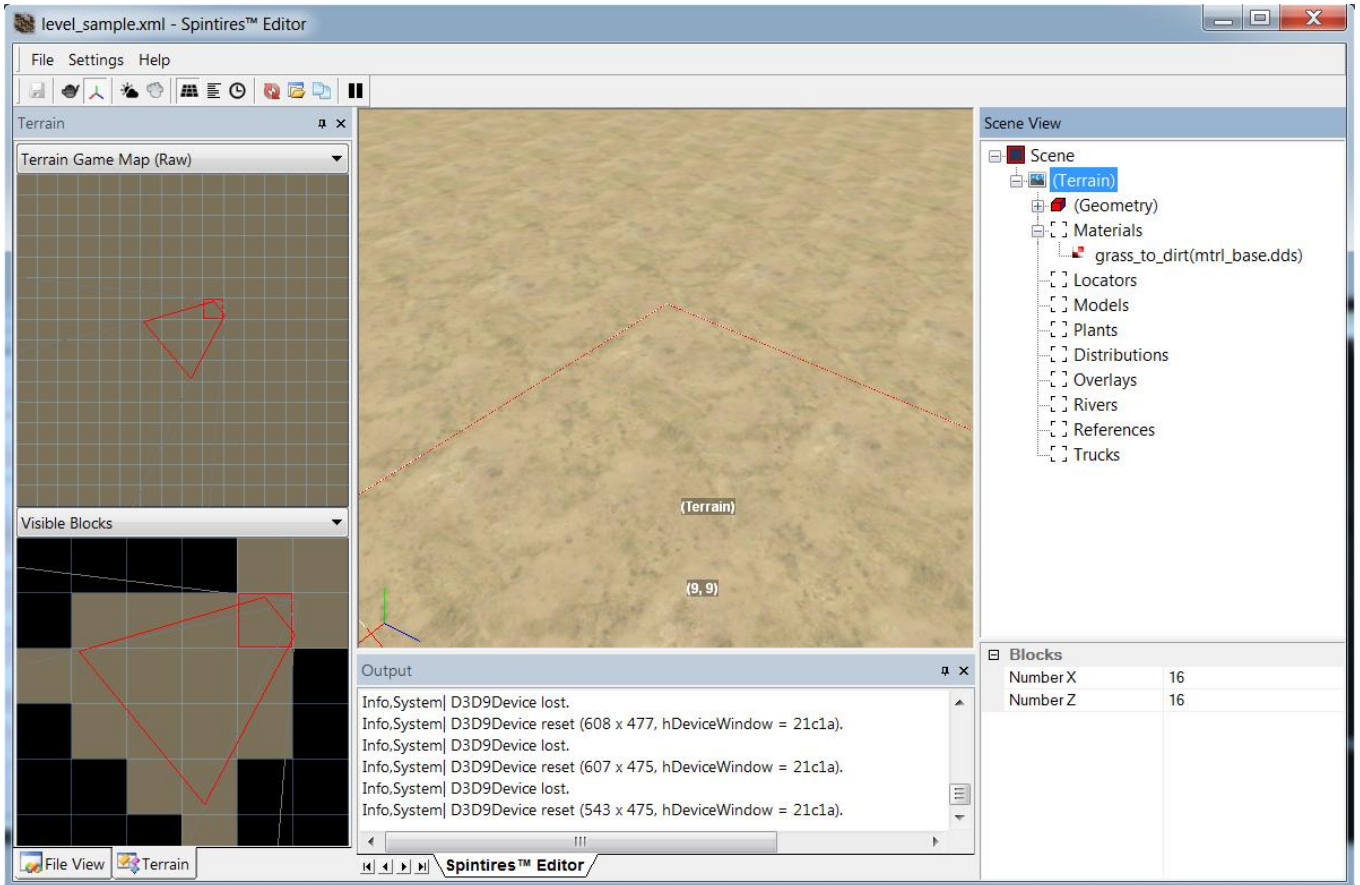 level_sample.xml - Spintires™ Editor
File Settings Help
Terrain
Terrain Game Map (Raw)
Visible Blocks
File View
Terrain
(Terrain)
(9, 9)
Output
Info,System| D3D9Device lost.
Info,System| D3D9Device reset (608 x 477, hDeviceWindow = 21c1a).
Info,System| D3D9Device lost.
Info,System| D3D9Device reset (607 x 475, hDeviceWindow = 21c1a).
Info,System| D3D9Device lost.
Info,System| D3D9Device reset (543 x 475, hDeviceWindow = 21c1a).
Spintires™ Editor
Scene View
Scene
(Terrain)
(Geometry)
Materials
grass_to_dirt(mtrl_base.dds)
Locators
Models
Plants
Distributions
Overlays
Rivers
References
Trucks
Blocks
Number X 16
Number Z 16